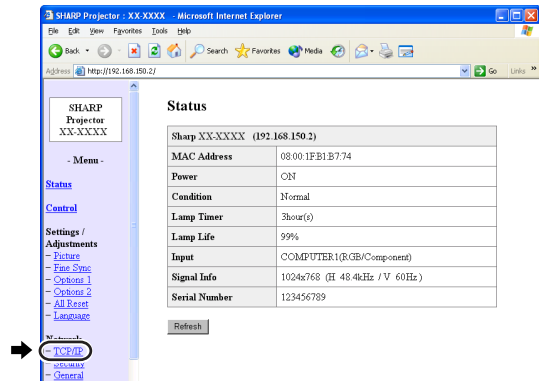 SHARP Projector : XX-XXXX - Microsoft Internet Explorer
File Edit View Favorites Tools Help
Back Search Favorites Media
Address http://192.168.150.2/ Go Links »
SHARP
Projector
XX-XXXX
- Menu -
Status
Control
Settings /
Adjustments
– Picture
– Fine Sync
– Options 1
– Options 2
– All Reset
– Language
Network
– TCP/IP
– Security
– General
Status
Sharp XX-XXXX (192.168.150.2)
MAC Address 08:00:1F:B1:B7:74
Power ON
Condition Normal
Lamp Timer 3hour(s)
Lamp Life 99%
Input COMPUTER1(RGB/Component)
Signal Info 1024x768 (H 48.4kHz / V 60Hz )
Serial Number 123456789
Refresh